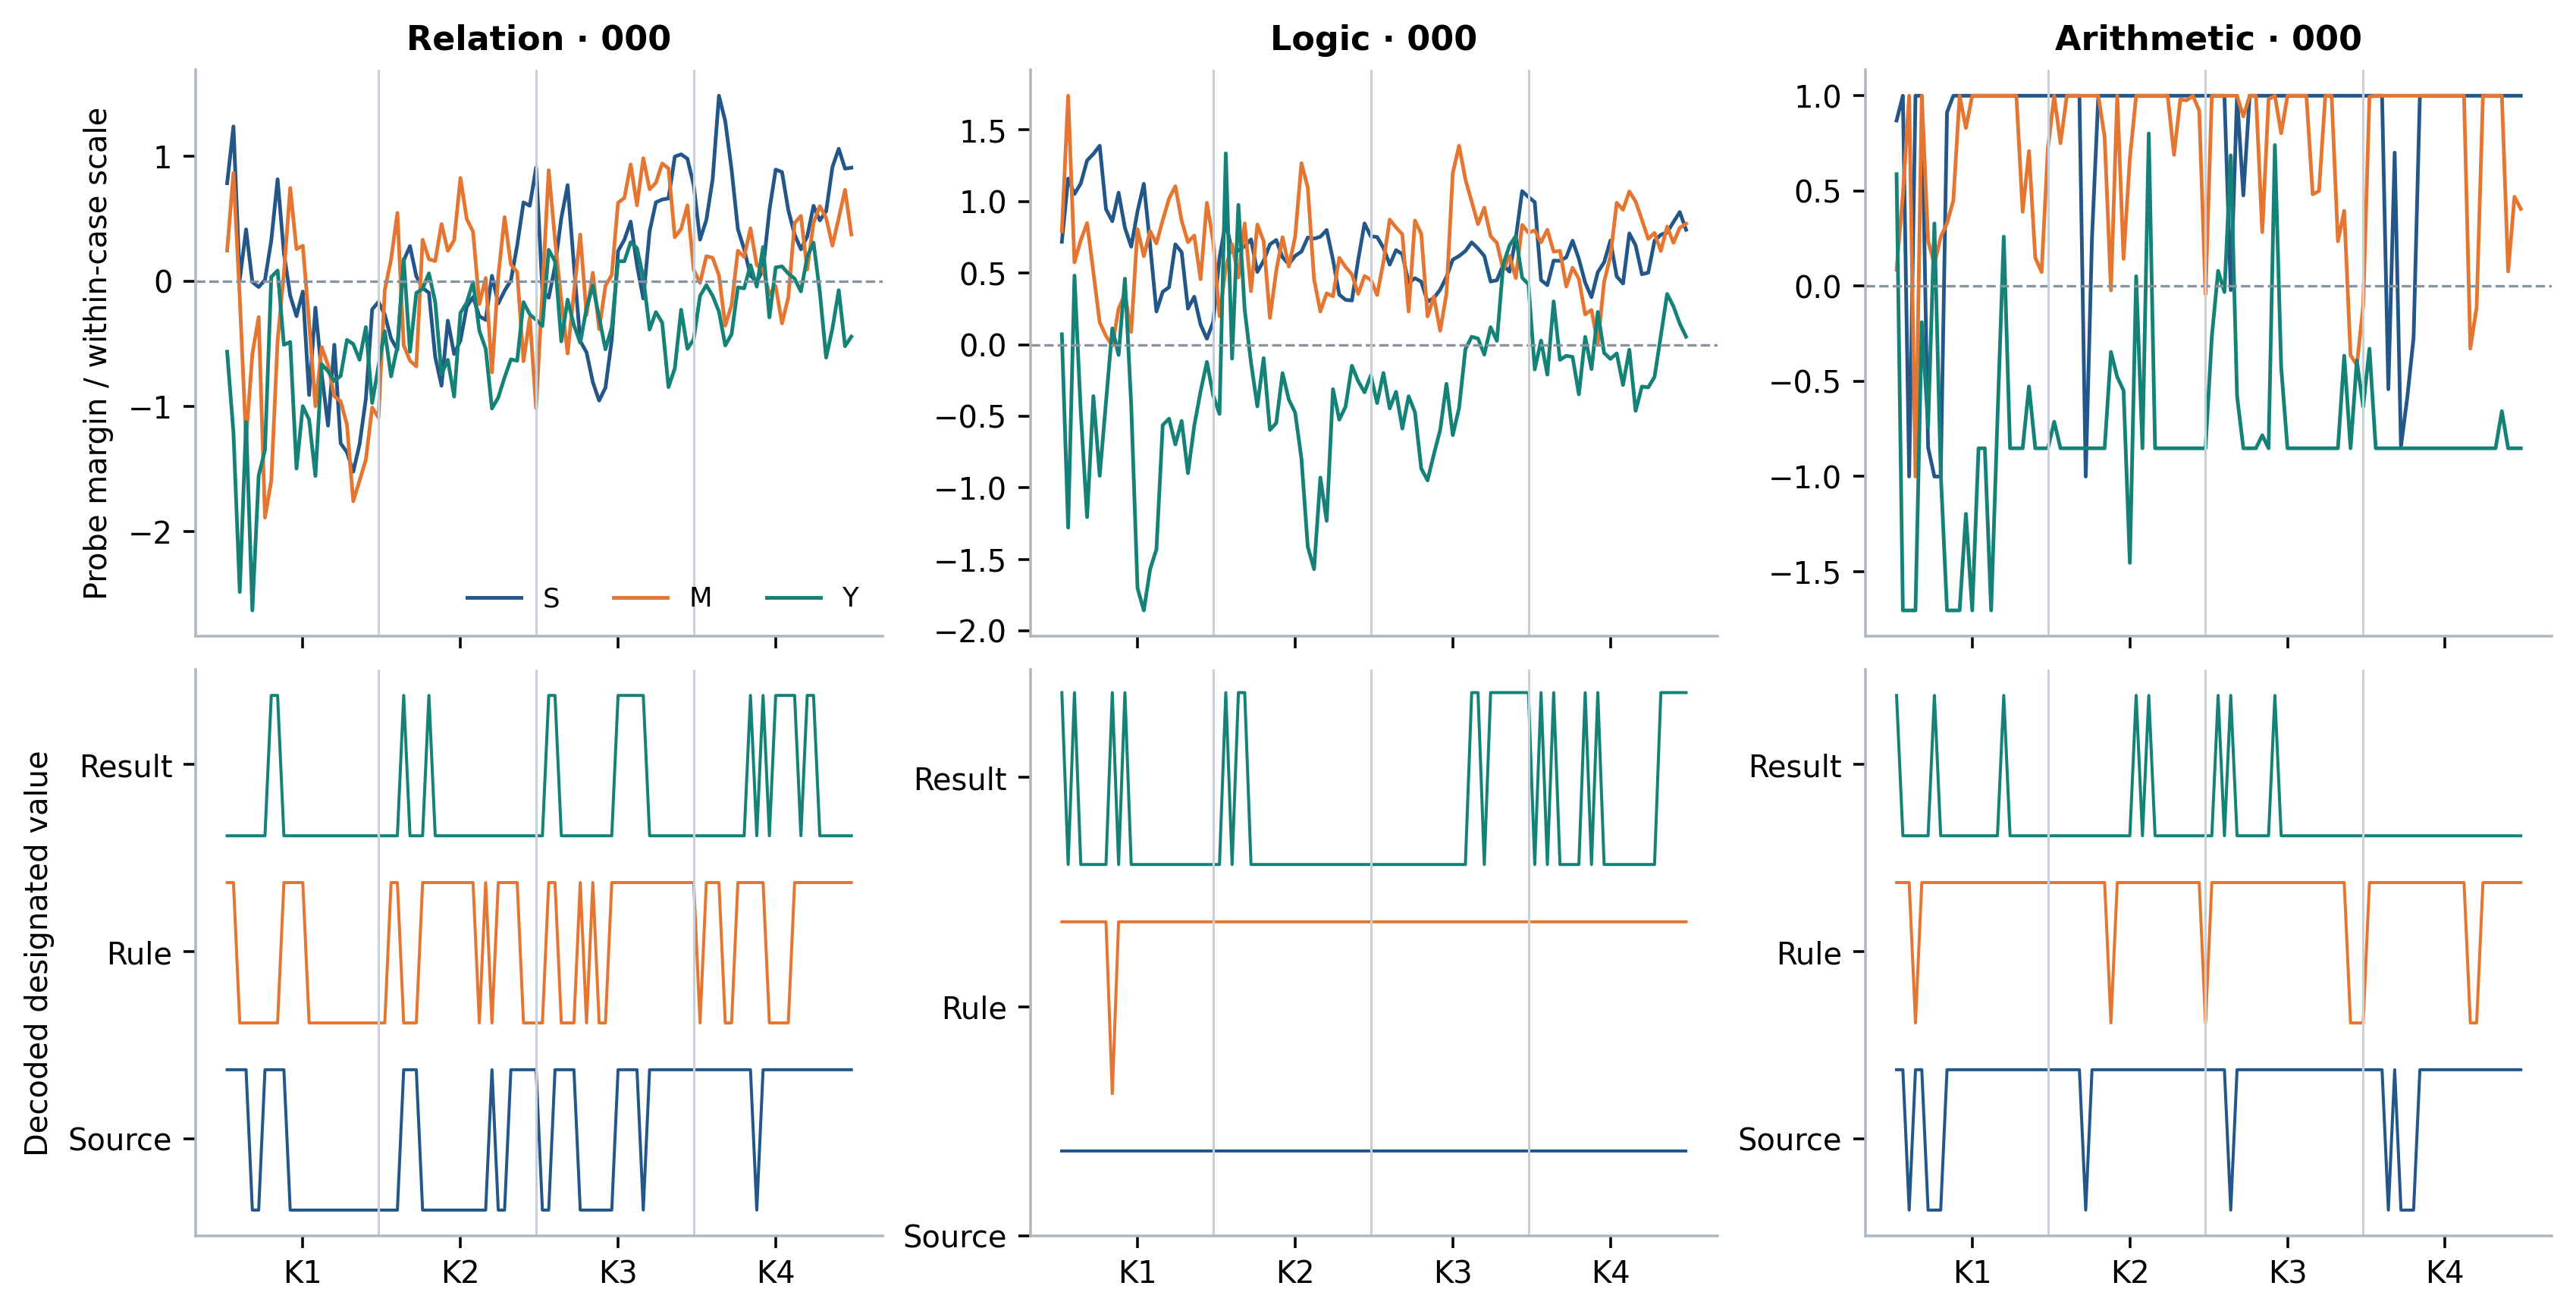 Relation · 000
Logic · 000
Arithmetic · 000
Probe margin / within-case scale
1
0
−1
−2
S M Y
1.5
1.0
0.5
0.0
−0.5
−1.0
−1.5
−2.0
1.0
0.5
0.0
−0.5
−1.0
−1.5
Decoded designated value
Result
Rule
Source
K1 K2 K3 K4
Result
Rule
Source
K1 K2 K3 K4
Result
Rule
Source
K1 K2 K3 K4